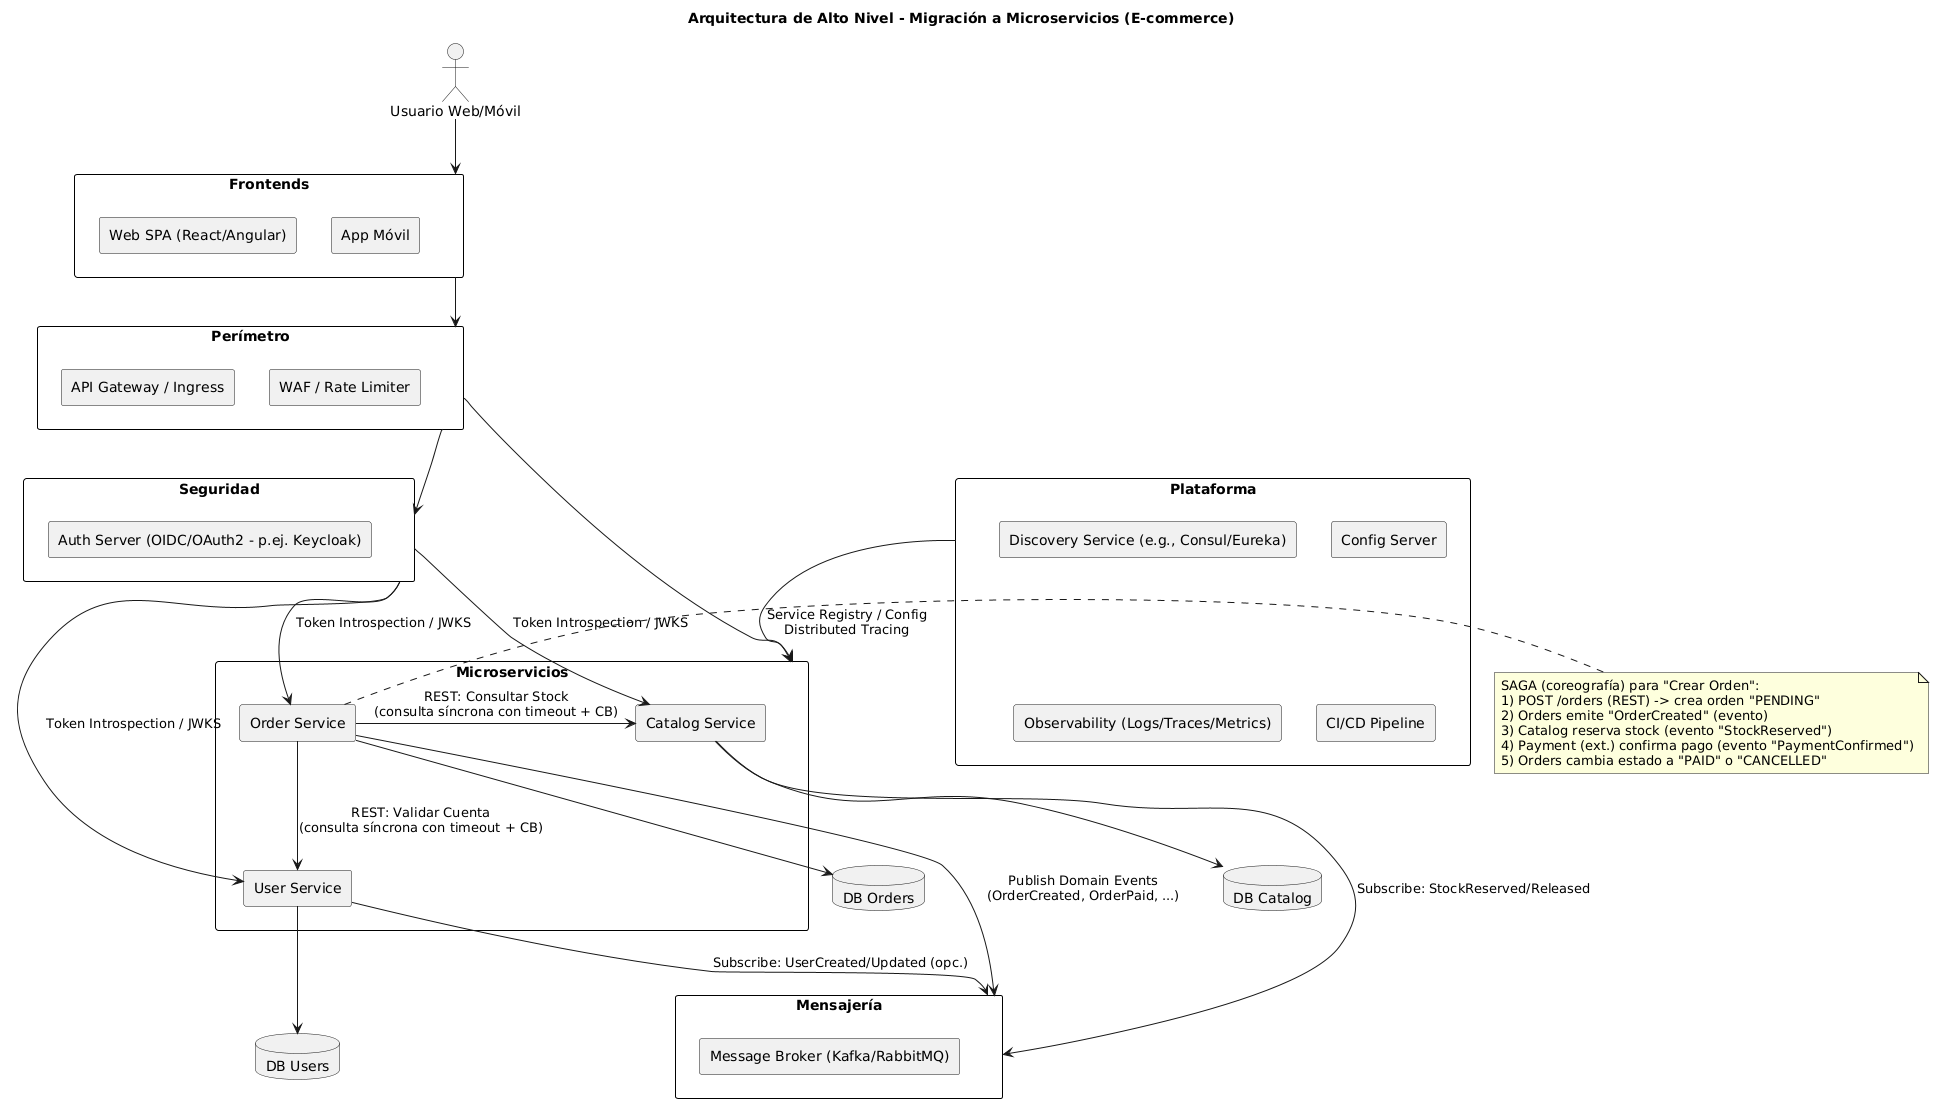 Arquitectura de Alto Nivel - Migración a Microservicios (E-commerce)
Usuario Web/Móvil
Frontends
Web SPA (React/Angular)
App Móvil
Perímetro
API Gateway / Ingress
WAF / Rate Limiter
Seguridad
Auth Server (OIDC/OAuth2 - p.ej. Keycloak)
Plataforma
Discovery Service (e.g., Consul/Eureka)
Config Server
Observability (Logs/Traces/Metrics)
CI/CD Pipeline
Token Introspection / JWKS
Token Introspection / JWKS
Service Registry / Config
Distributed Tracing
Microservicios
Order Service
REST: Consultar Stock
(consulta síncrona con timeout + CB)
Catalog Service
Token Introspection / JWKS
SAGA (coreografía) para "Crear Orden":
1) POST /orders (REST) -> crea orden "PENDING"
2) Orders emite "OrderCreated" (evento)
3) Catalog reserva stock (evento "StockReserved")
4) Payment (ext.) confirma pago (evento "PaymentConfirmed")
5) Orders cambia estado a "PAID" o "CANCELLED"
REST: Validar Cuenta
(consulta síncrona con timeout + CB)
User Service
DB Orders
Publish Domain Events
(OrderCreated, OrderPaid, ...)
DB Catalog
Subscribe: StockReserved/Released
Subscribe: UserCreated/Updated (opc.)
Mensajería
Message Broker (Kafka/RabbitMQ)
DB Users